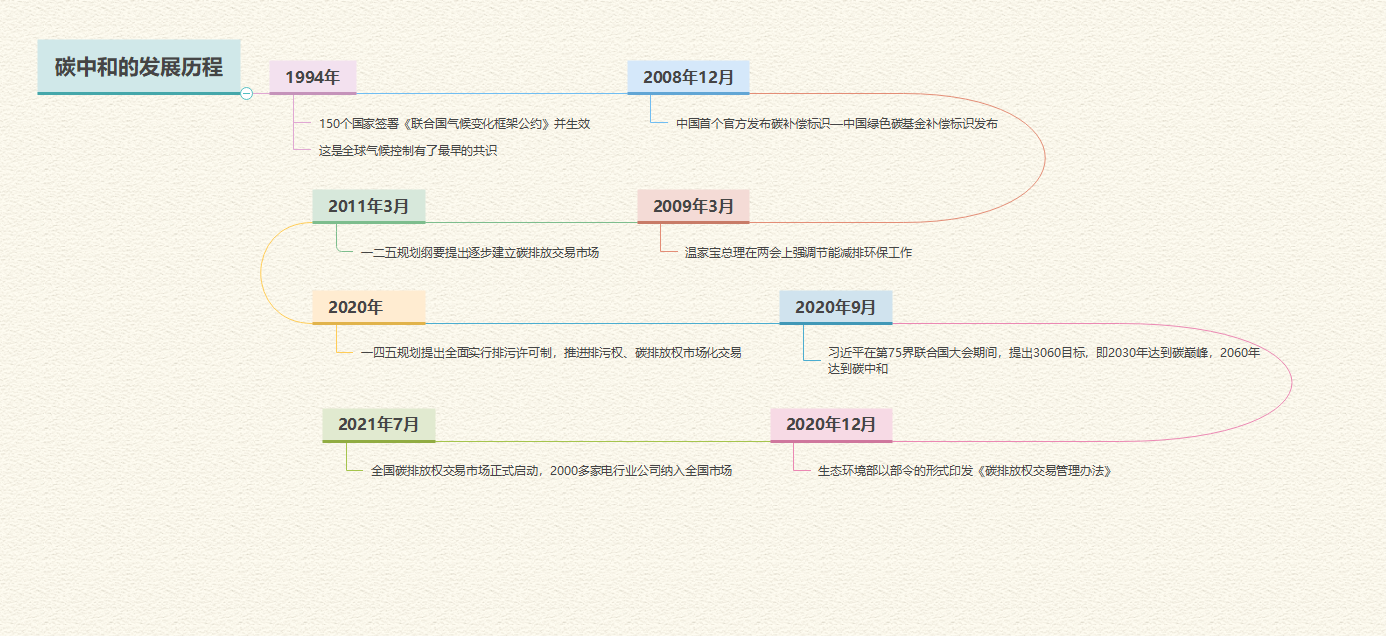 碳中和的发展历程
1994年
150个国家签署《联合国气候变化框架公约》并生效
这是全球气候控制有了最早的共识
2008年12月
中国首个官方发布碳补偿标识—中国绿色碳基金补偿标识发布
2009年3月
温家宝总理在两会上强调节能减排环保工作
2011年3月
一二五规划纲要提出逐步建立碳排放交易市场
2020年
一四五规划提出全面实行排污许可制，推进排污权、碳排放权市场化交易
2020年9月
习近平在第75界联合国大会期间，提出3060目标，即2030年达到碳巅峰，2060年
达到碳中和
2020年12月
生态环境部以部令的形式印发《碳排放权交易管理办法》
2021年7月
全国碳排放权交易市场正式启动，2000多家电行业公司纳入全国市场